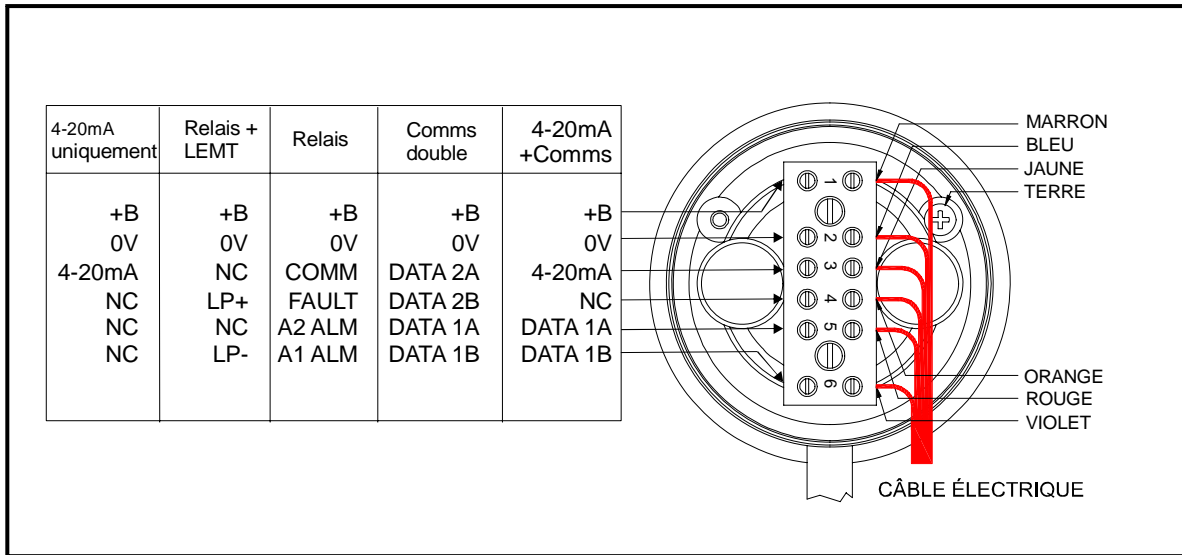 4-20mA uniquement | Relais + LEMT | Relais | Comms double | 4-20mA +Comms
+B | +B | +B | +B | +B
0V | 0V | 0V | 0V | 0V
4-20mA | NC | COMM | DATA 2A | 4-20mA
NC | LP+ | FAULT | DATA 2B | NC
NC | NC | A2 ALM | DATA 1A | DATA 1A
NC | LP- | A1 ALM | DATA 1B | DATA 1B
1
2
3
4
5
6
MARRON
BLEU
JAUNE
TERRE
ORANGE
ROUGE
VIOLET
CÂBLE ÉLECTRIQUE